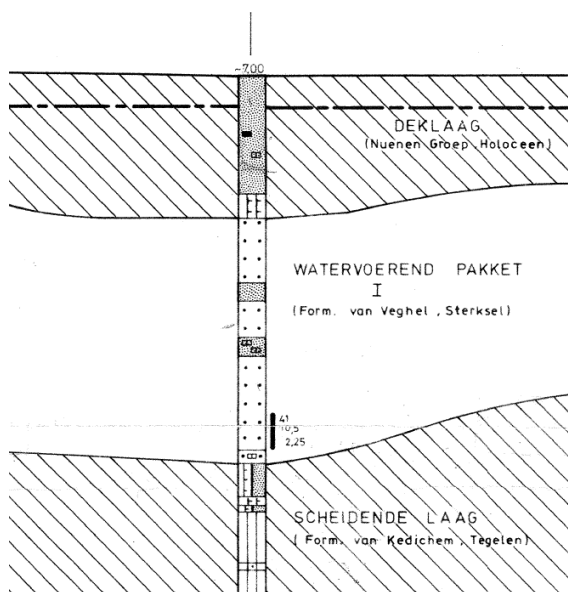 ~7,00
DEKLAAG
(Nuenen Groep, Holoceen)
WATERVOEREND PAKKET
I
(Form. van Veghel, Sterksel)
41
10,5
2,25
SCHEIDENDE LAAG
(Form. van Kedichem, Tegelen)